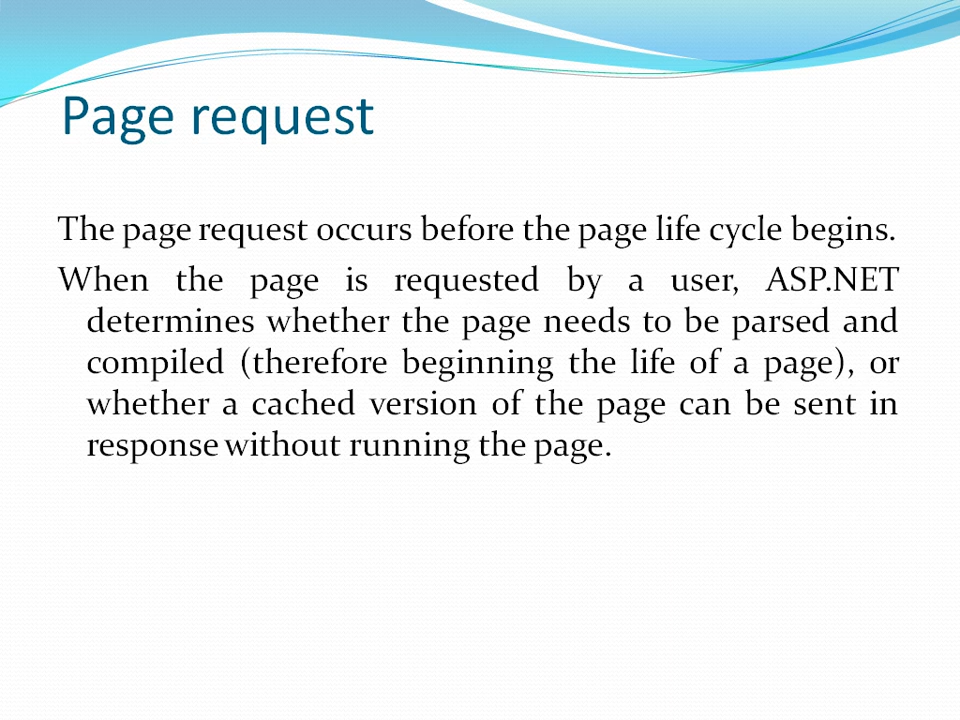 Page request
The page request occurs before the page life cycle begins.
When the page is requested by a user, ASP.NET
determines whether the page needs to be parsed and
compiled (therefore beginning the life of a page), or
whether a cached version of the page can be sent in
response without running the page.